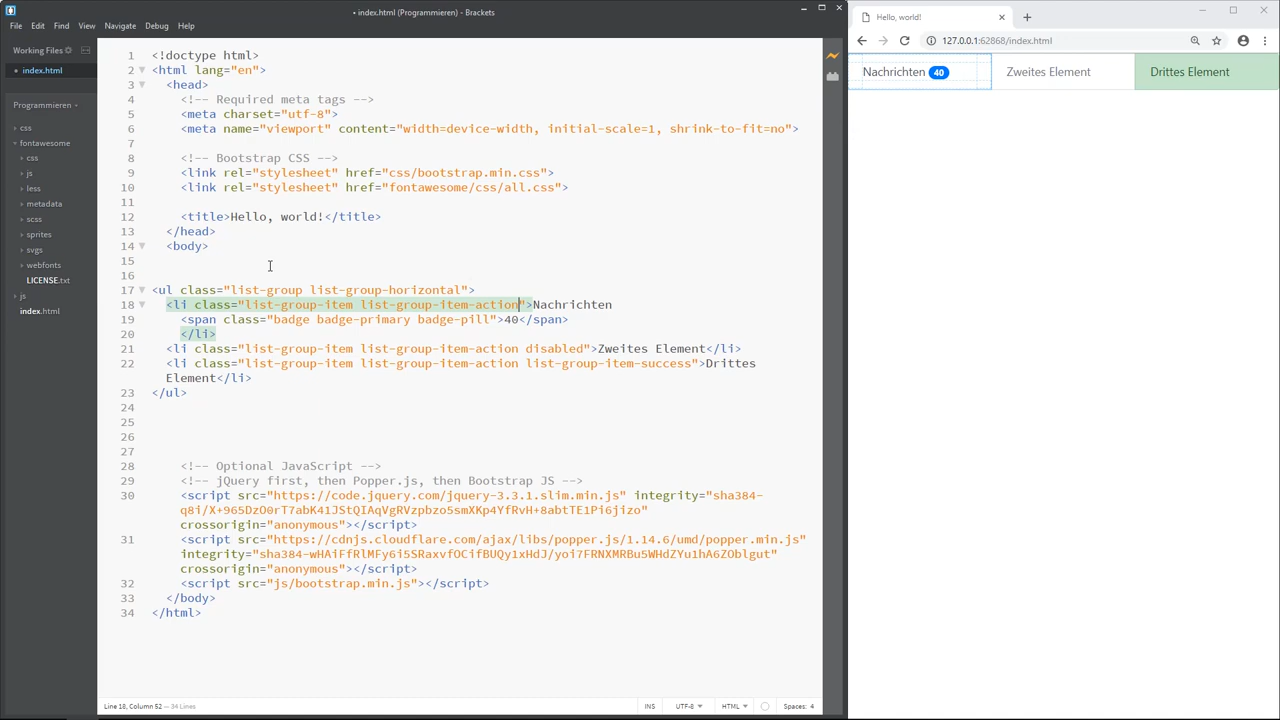 • index.html (Programmieren) - Brackets
File Edit Find View Navigate Debug Help
Working Files
• index.html
Programmieren
css
fontawesome
css
js
less
metadata
scss
sprites
svgs
webfonts
LICENSE.txt
js
index.html
1 <!doctype html>
2 <html lang="en">
3 <head>
4 <!-- Required meta tags -->
5 <meta charset="utf-8">
6 <meta name="viewport" content="width=device-width, initial-scale=1, shrink-to-fit=no">
7
8 <!-- Bootstrap CSS -->
9 <link rel="stylesheet" href="css/bootstrap.min.css">
10 <link rel="stylesheet" href="fontawesome/css/all.css">
11
12 <title>Hello, world!</title>
13 </head>
14 <body>
15
16
17 <ul class="list-group list-group-horizontal">
18 <li class="list-group-item list-group-item-action">Nachrichten
19 <span class="badge badge-primary badge-pill">40</span>
20 </li>
21 <li class="list-group-item list-group-item-action disabled">Zweites Element</li>
22 <li class="list-group-item list-group-item-action list-group-item-success">Drittes
Element</li>
23 </ul>
24
25
26
27
28 <!-- Optional JavaScript -->
29 <!-- jQuery first, then Popper.js, then Bootstrap JS -->
30 <script src="https://code.jquery.com/jquery-3.3.1.slim.min.js" integrity="sha384-
q8i/X+965DzO0rT7abK41JStQIAqVgRVzpbzo5smXKp4YfRvH+8abtTE1Pi6jizo"
crossorigin="anonymous"></script>
31 <script src="https://cdnjs.cloudflare.com/ajax/libs/popper.js/1.14.6/umd/popper.min.js"
integrity="sha384-wHAiFfRlMFy6i5SRaxvfOCifBUQy1xHdJ/yoi7FRNXMRBu5WHdZYu1hA6ZOblgut"
crossorigin="anonymous"></script>
32 <script src="js/bootstrap.min.js"></script>
33 </body>
34 </html>
Line 18, Column 52 — 34 Lines
INS UTF-8 HTML Spaces: 4
Hello, world!
127.0.0.1:62868/index.html
Nachrichten 40 Zweites Element Drittes Element